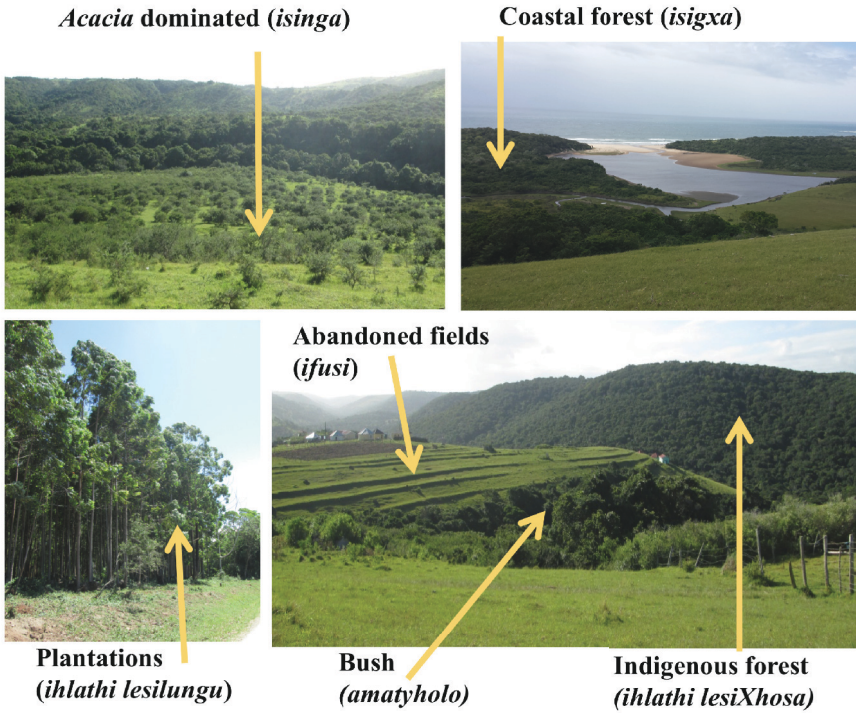 Acacia dominated (isinga)
Coastal forest (isigxa)
Abandoned fields
(ifusi)
Plantations
(ihlathi lesilungu)
Bush
(amatyholo)
Indigenous forest
(ihlathi lesiXhosa)